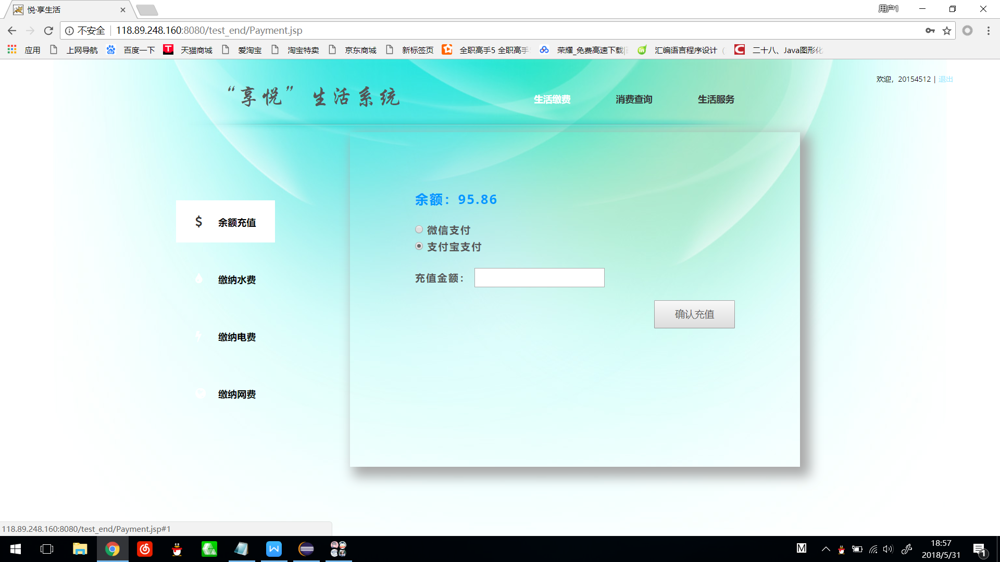 悦·享生活
用户1
不安全
118.89.248.160:8080/test_end/Payment.jsp
应用
上网导航
百度一下
天猫商城
爱淘宝
淘宝特卖
京东商城
新标签页
全职高手5 全职高手
荣耀_免费高速下载
汇编语言程序设计 (
二十八、Java图形化
欢迎，20154512 | 退出
“享悦” 生活系统
生活缴费
消费查询
生活服务
余额充值
缴纳水费
缴纳电费
缴纳网费
余额：95.86
微信支付
支付宝支付
充值金额：
确认充值
118.89.248.160:8080/test_end/Payment.jsp#1
M
18:57
2018/5/31
1